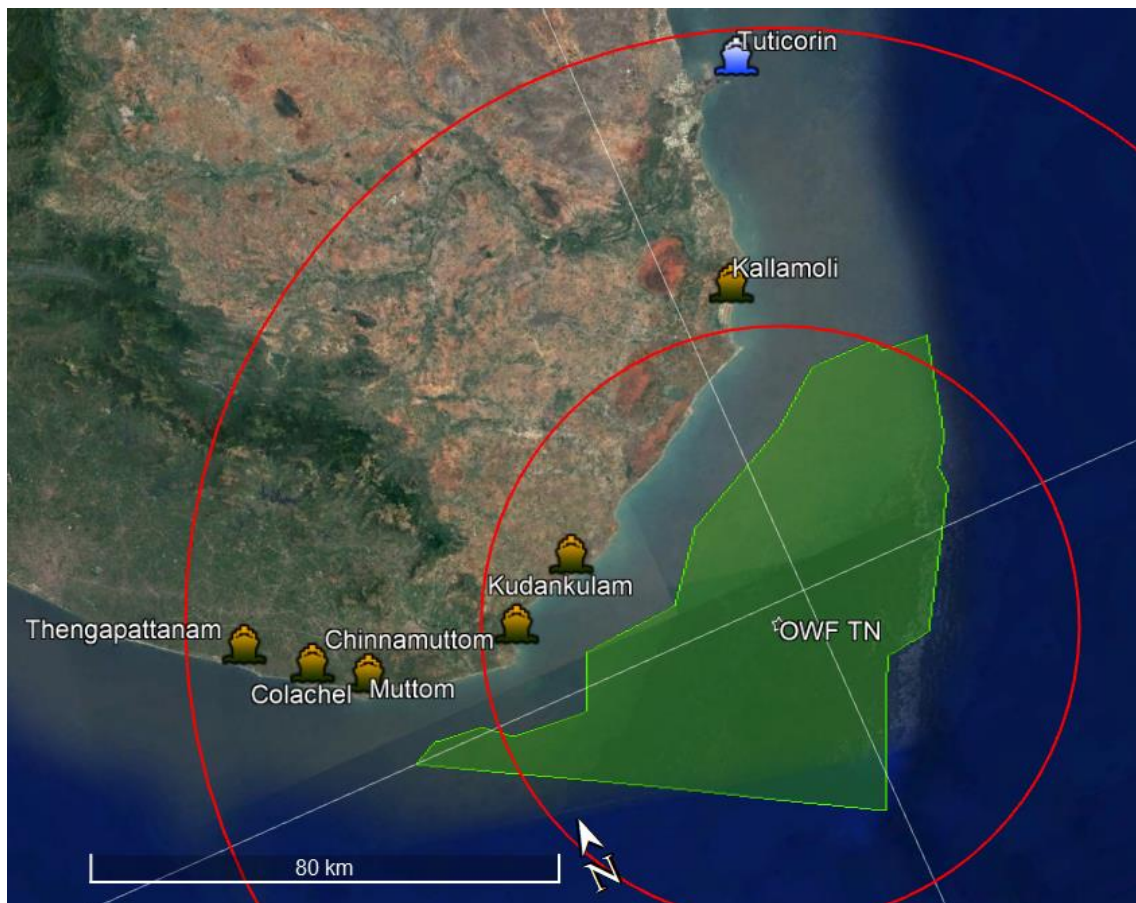 Tuticorin
Kallamoli
Kudankulam
Thengapattanam
Chinnamuttom
OWF TN
Colachel
Muttom
80 km
N